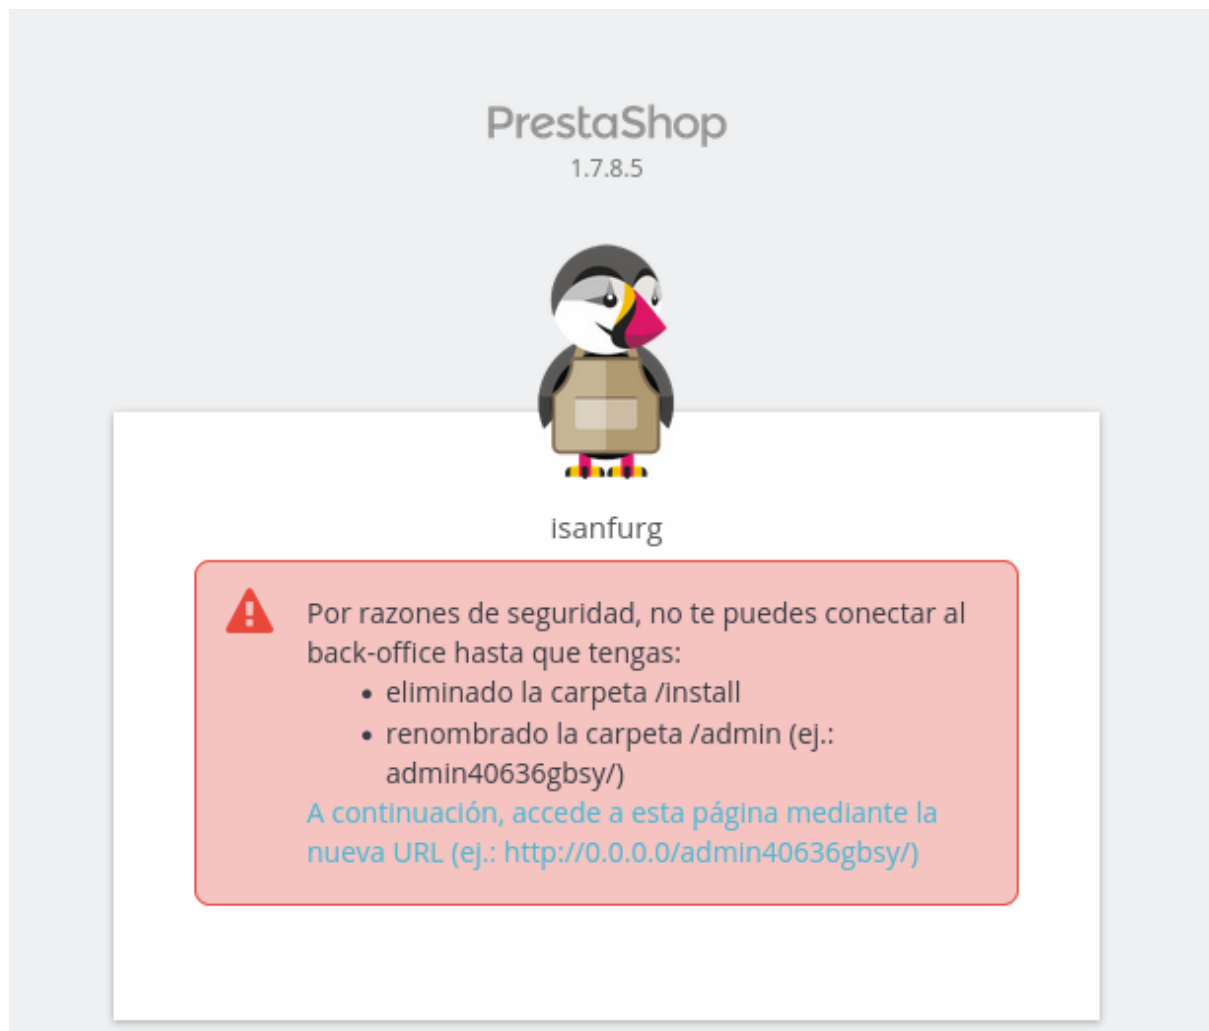 PrestaShop
1.7.8.5
isanfurg
Por razones de seguridad, no te puedes conectar al
back-office hasta que tengas:
• eliminado la carpeta /install
• renombrado la carpeta /admin (ej.:
admin40636gbsy/)
A continuación, accede a esta página mediante la
nueva URL (ej.: http://0.0.0.0/admin40636gbsy/)